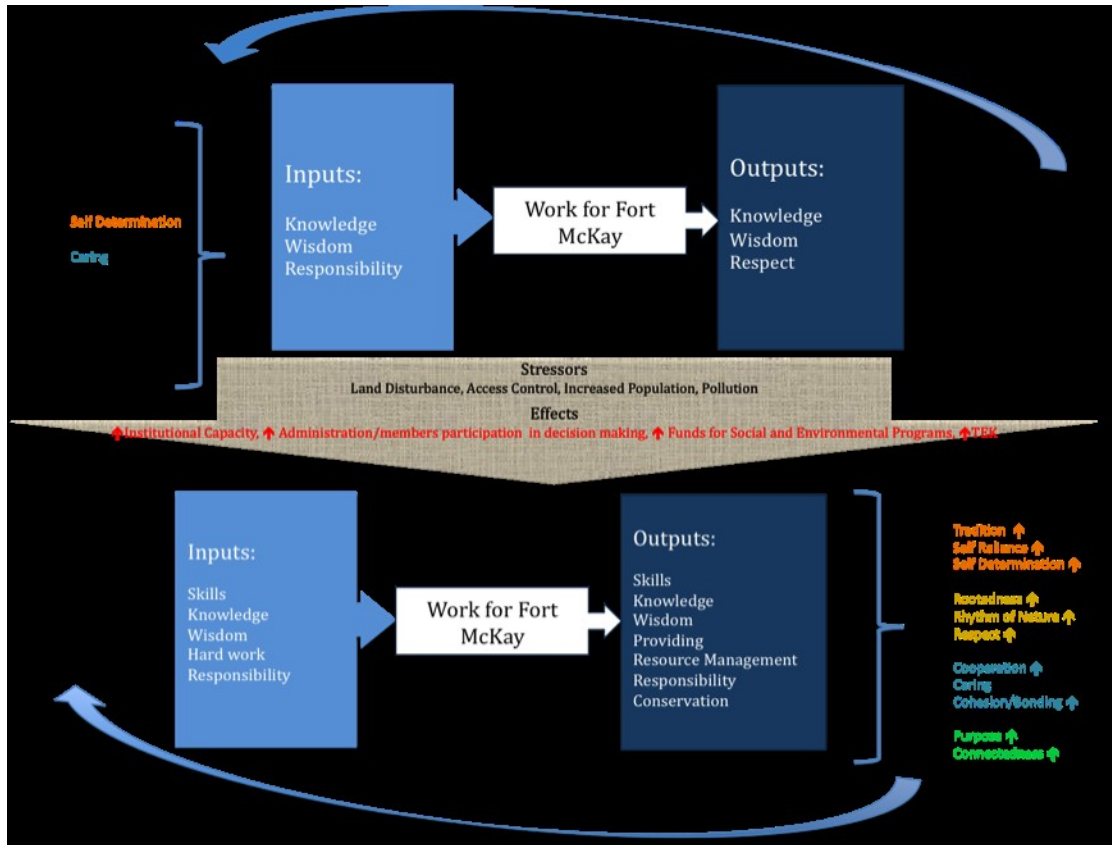 Self Determination
Caring
Inputs:
Knowledge
Wisdom
Responsibility
Work for Fort
McKay
Outputs:
Knowledge
Wisdom
Respect
Stressors
Land Disturbance, Access Control, Increased Population, Pollution
Effects
↑Institutional Capacity, ↑ Administration/members participation in decision making, ↑ Funds for Social and Environmental Programs, ↑TEK
Inputs:
Skills
Knowledge
Wisdom
Hard work
Responsibility
Work for Fort
McKay
Outputs:
Skills
Knowledge
Wisdom
Providing
Resource Management
Responsibility
Conservation
Tradition ↑
Self Reliance ↑
Self Determination ↑
Rootedness ↑
Rhythm of Nature ↑
Respect ↑
Cooperation ↑
Caring
Cohesion/Bonding ↑
Purpose ↑
Connectedness ↑